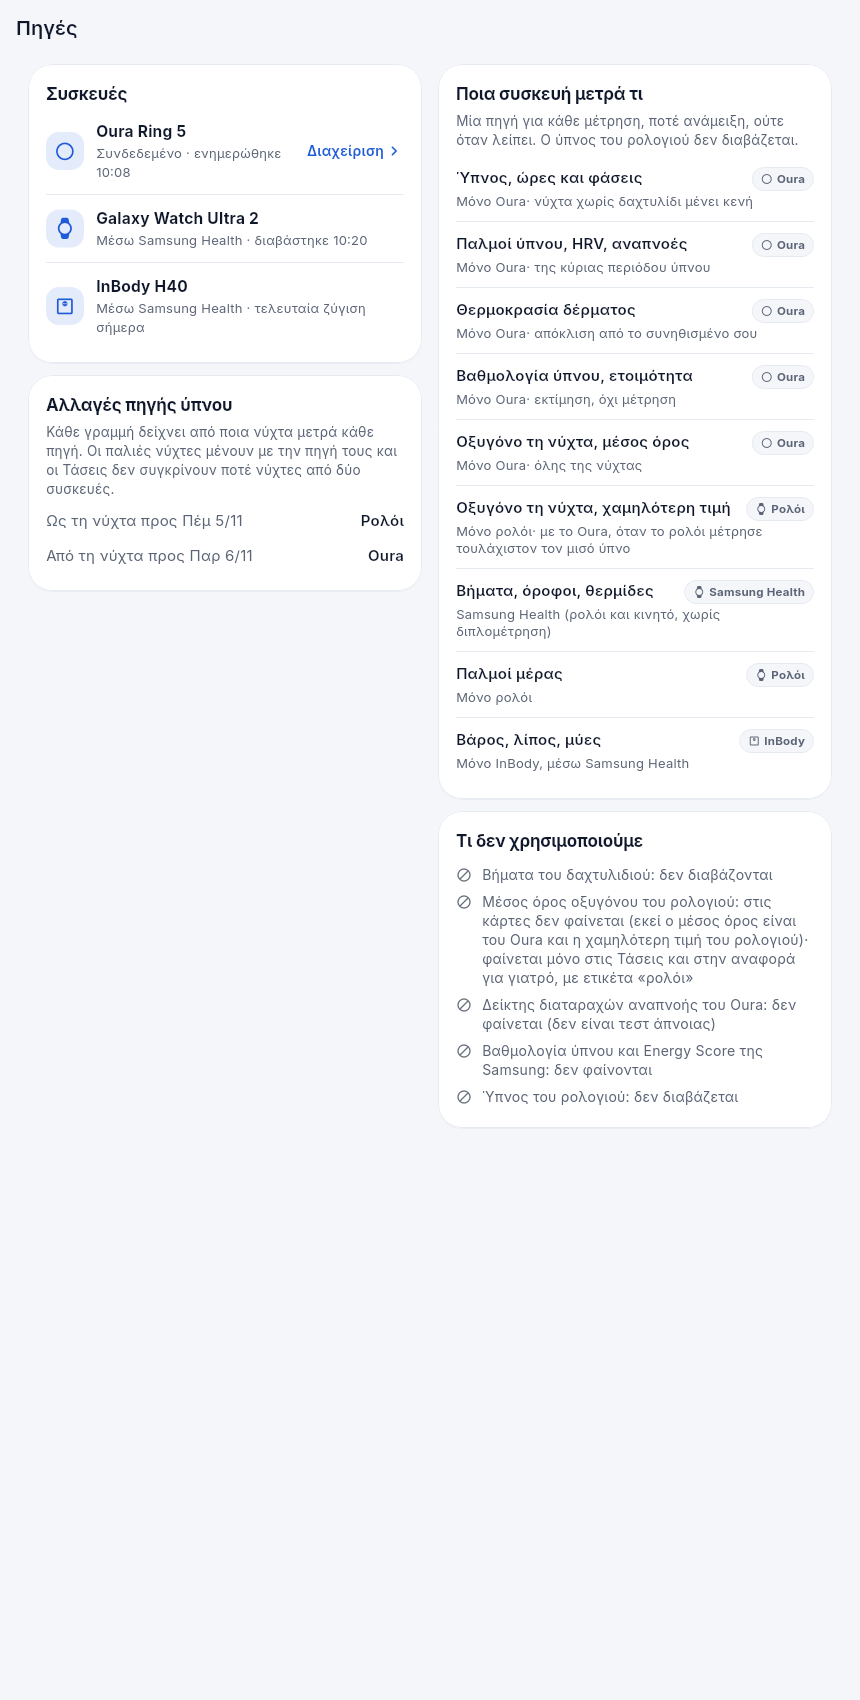 Πηγές
Συσκευές
Oura Ring 5
Συνδεδεμένο · ενημερώθηκε
10:08
Διαχείριση
Galaxy Watch Ultra 2
Μέσω Samsung Health · διαβάστηκε 10:20
InBody H40
Μέσω Samsung Health · τελευταία ζύγιση
σήμερα
Αλλαγές πηγής ύπνου
Κάθε γραμμή δείχνει από ποια νύχτα μετρά κάθε
πηγή. Οι παλιές νύχτες μένουν με την πηγή τους και
οι Τάσεις δεν συγκρίνουν ποτέ νύχτες από δύο
συσκευές.
Ως τη νύχτα προς Πέμ 5/11 Ρολόι
Από τη νύχτα προς Παρ 6/11 Oura
Ποια συσκευή μετρά τι
Μία πηγή για κάθε μέτρηση, ποτέ ανάμειξη, ούτε
όταν λείπει. Ο ύπνος του ρολογιού δεν διαβάζεται.
Ύπνος, ώρες και φάσεις Oura
Μόνο Oura· νύχτα χωρίς δαχτυλίδι μένει κενή
Παλμοί ύπνου, HRV, αναπνοές Oura
Μόνο Oura· της κύριας περιόδου ύπνου
Θερμοκρασία δέρματος Oura
Μόνο Oura· απόκλιση από το συνηθισμένο σου
Βαθμολογία ύπνου, ετοιμότητα Oura
Μόνο Oura· εκτίμηση, όχι μέτρηση
Οξυγόνο τη νύχτα, μέσος όρος Oura
Μόνο Oura· όλης της νύχτας
Οξυγόνο τη νύχτα, χαμηλότερη τιμή Ρολόι
Μόνο ρολόι· με το Oura, όταν το ρολόι μέτρησε
τουλάχιστον τον μισό ύπνο
Βήματα, όροφοι, θερμίδες Samsung Health
Samsung Health (ρολόι και κινητό, χωρίς
διπλομέτρηση)
Παλμοί μέρας Ρολόι
Μόνο ρολόι
Βάρος, λίπος, μύες InBody
Μόνο InBody, μέσω Samsung Health
Τι δεν χρησιμοποιούμε
Βήματα του δαχτυλιδιού: δεν διαβάζονται
Μέσος όρος οξυγόνου του ρολογιού: στις
κάρτες δεν φαίνεται (εκεί ο μέσος όρος είναι
του Oura και η χαμηλότερη τιμή του ρολογιού)·
φαίνεται μόνο στις Τάσεις και στην αναφορά
για γιατρό, με ετικέτα «ρολόι»
Δείκτης διαταραχών αναπνοής του Oura: δεν
φαίνεται (δεν είναι τεστ άπνοιας)
Βαθμολογία ύπνου και Energy Score της
Samsung: δεν φαίνονται
Ύπνος του ρολογιού: δεν διαβάζεται